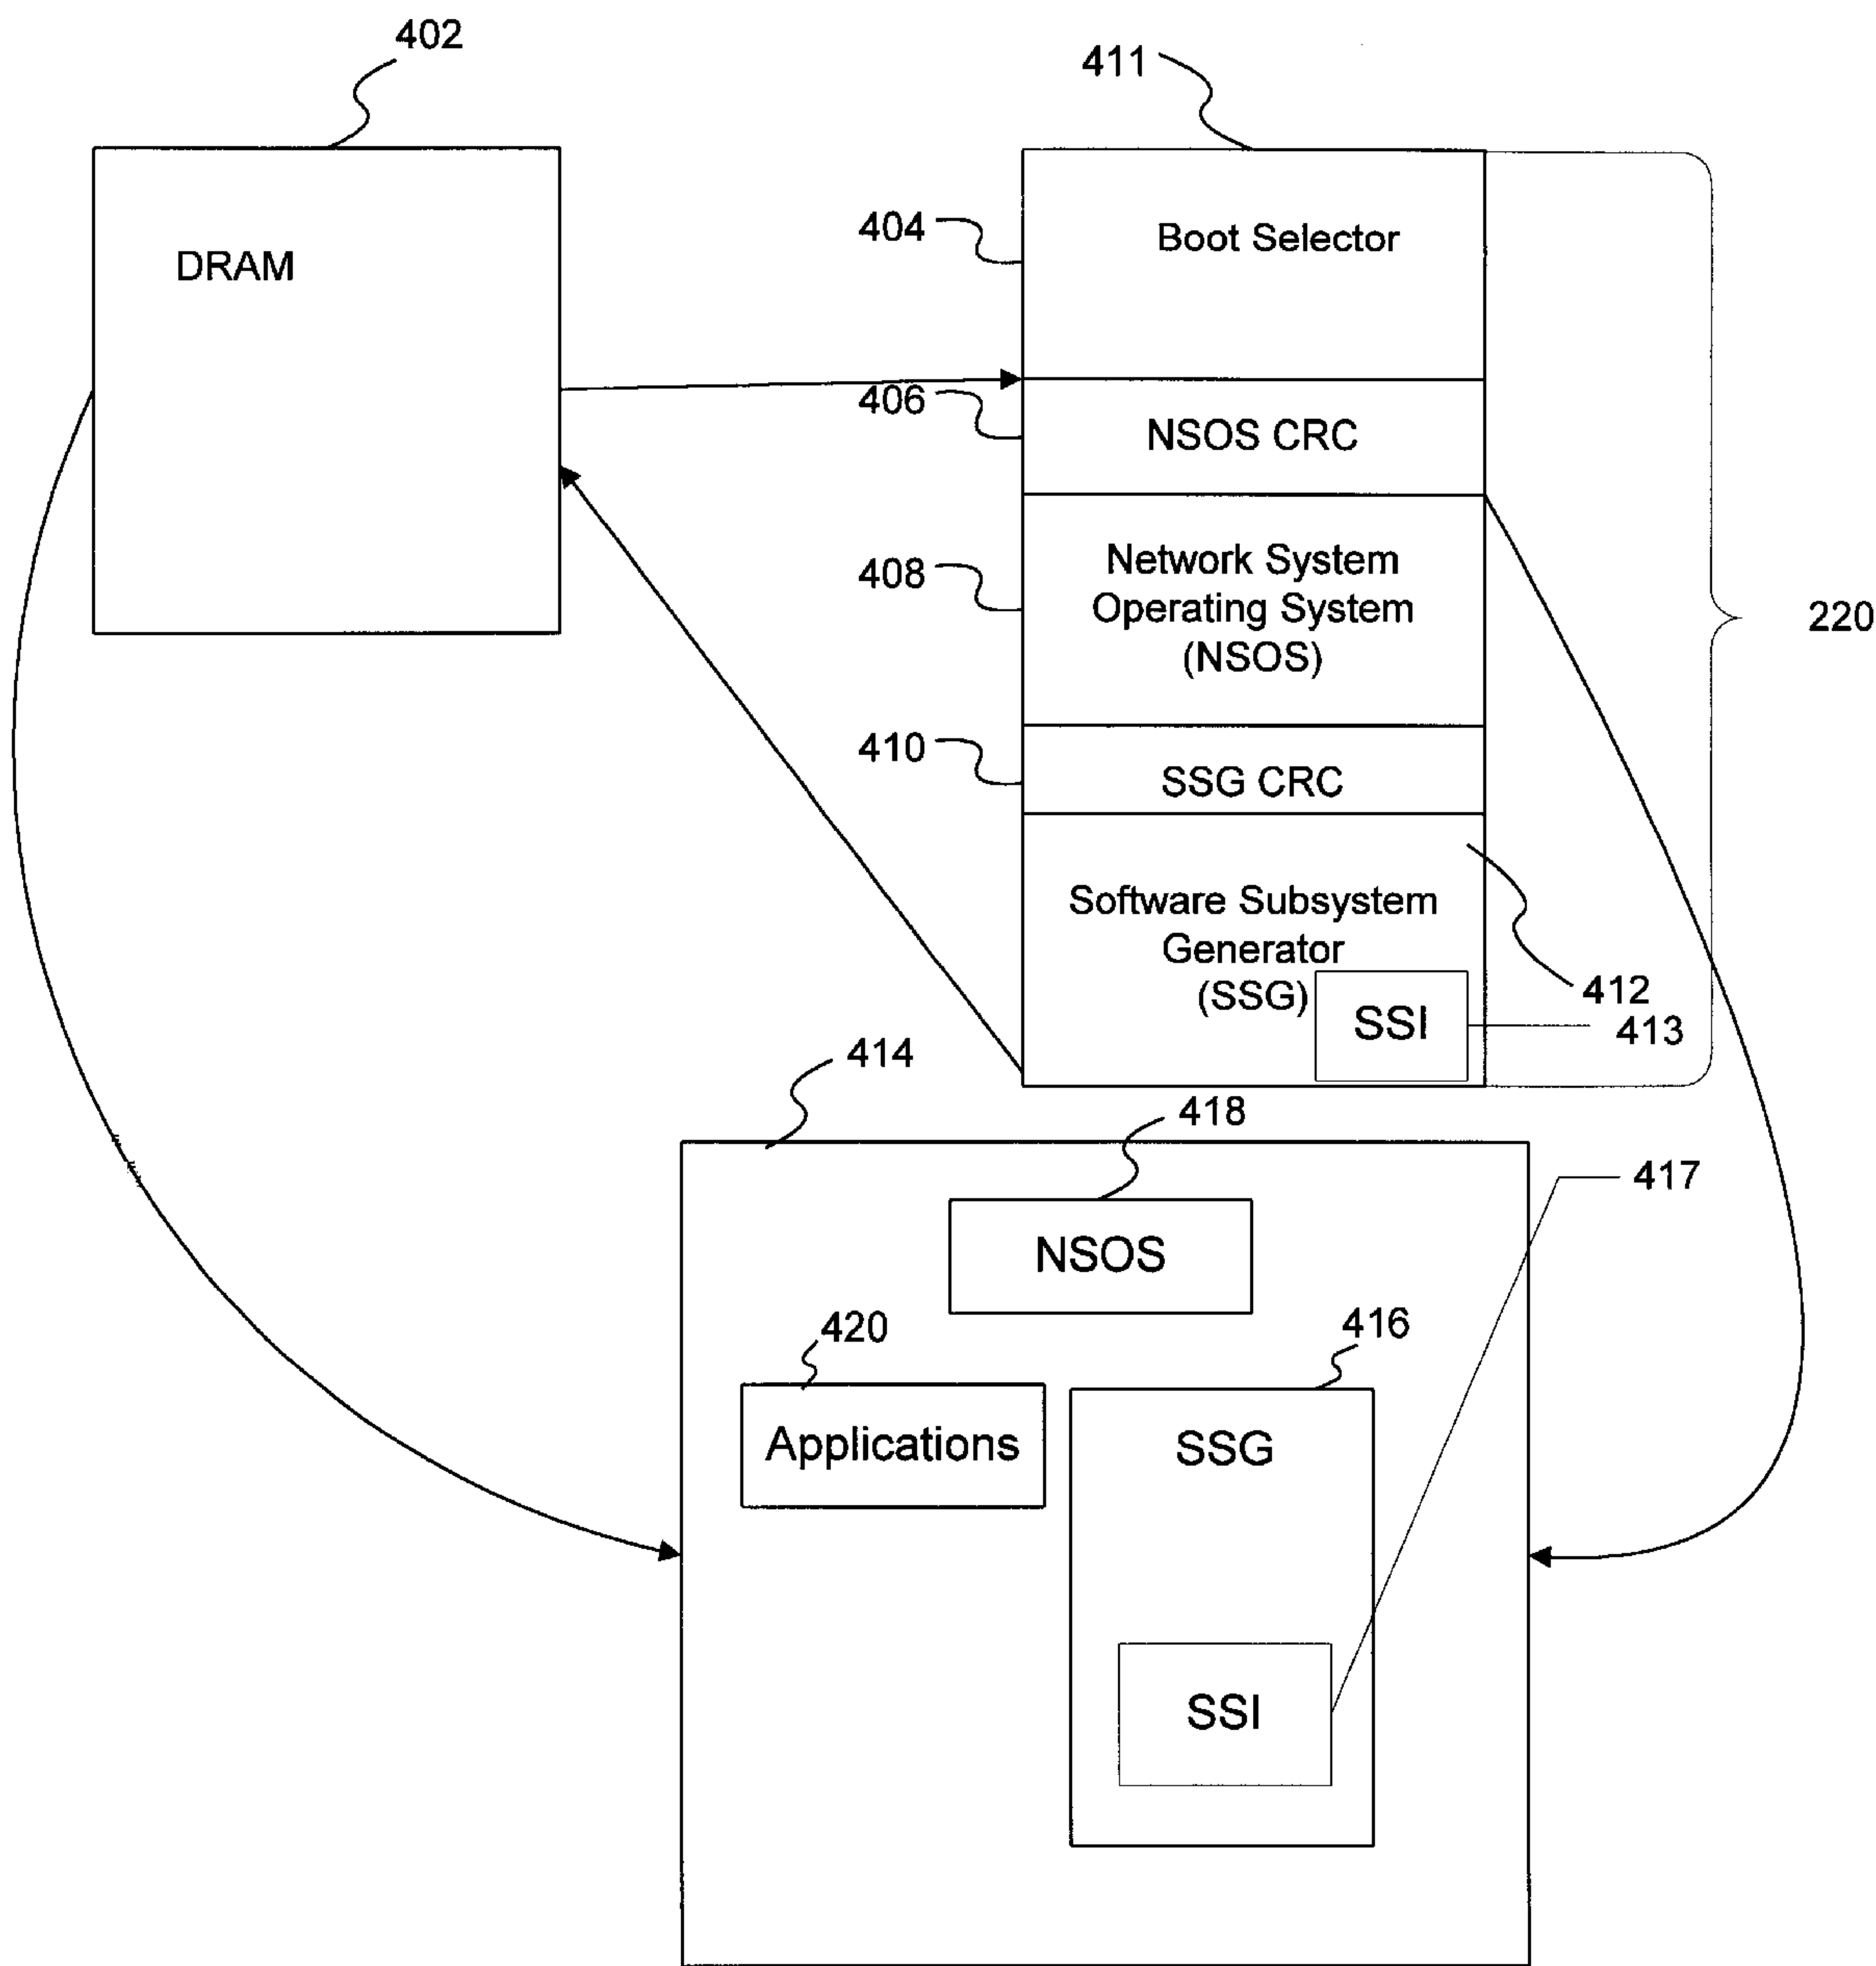 402
411
404
Boot Selector
DRAM
406
NSOS CRC
408
Network System
Operating System
(NSOS)
220
410
SSG CRC
Software Subsystem
Generator
(SSG)
412
SSI
413
414
418
417
NSOS
420
416
Applications
SSG
SSI